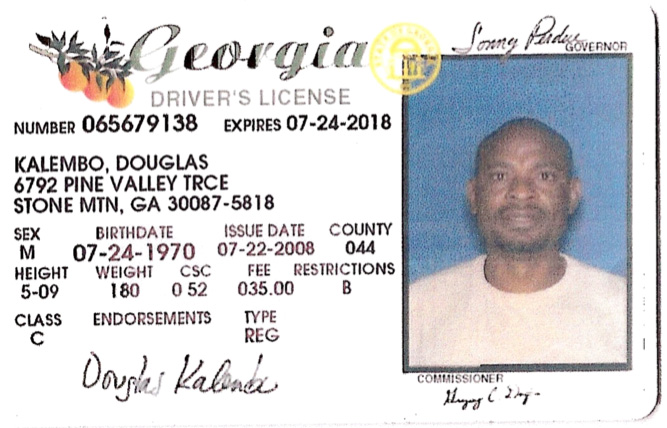 Georgia
DRIVER'S LICENSE
Sonny Perdue
GOVERNOR
NUMBER 065679138 EXPIRES 07-24-2018
KALEMBO, DOUGLAS
6792 PINE VALLEY TRCE
STONE MTN, GA 30087-5818
SEX BIRTHDATE ISSUE DATE COUNTY
M 07-24-1970 07-22-2008 044
HEIGHT WEIGHT CSC FEE RESTRICTIONS
5-09 180 0 52 035.00 B
CLASS ENDORSEMENTS TYPE
C REG
Douglas Kalembo
COMMISSIONER